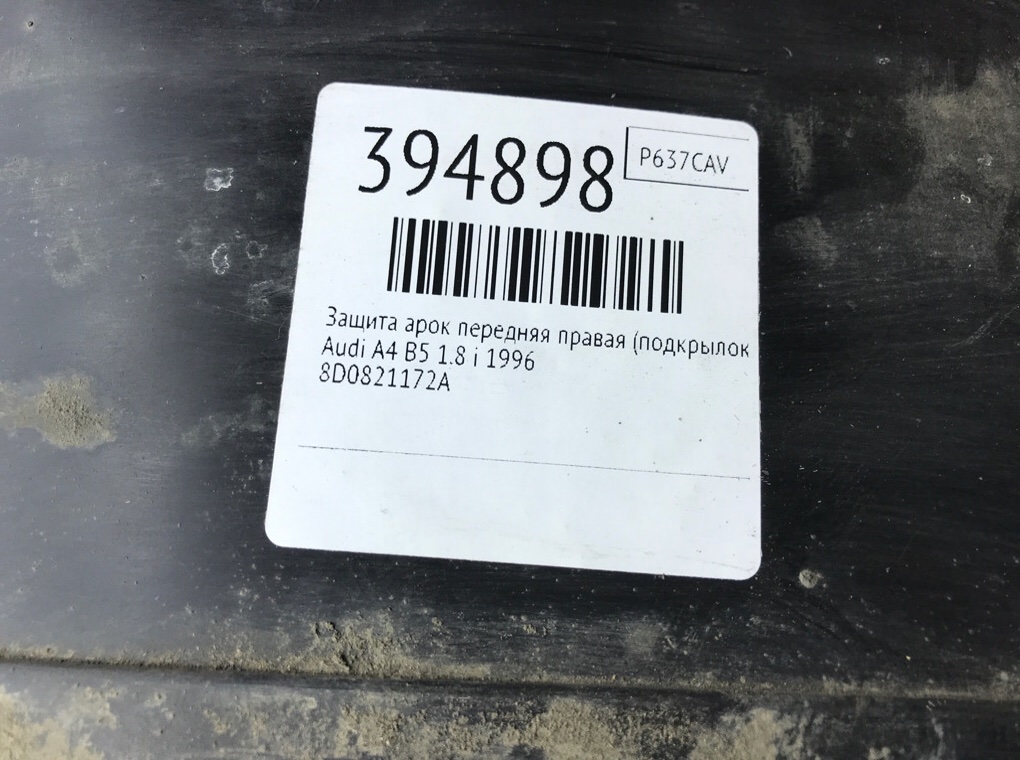 394898
P637CAV
Защита арок передняя правая (подкрылок
Audi A4 B5 1.8 i 1996
8D0821172A